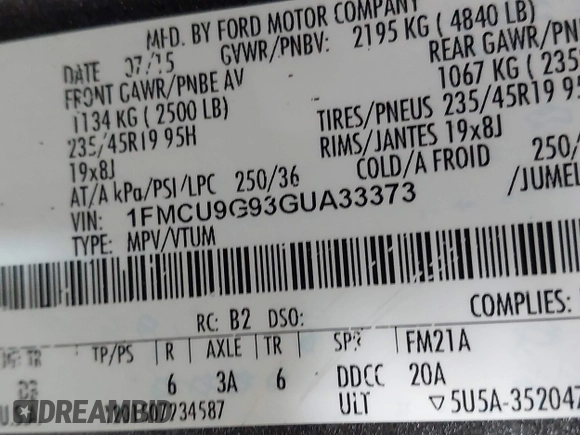 MFD. BY FORD MOTOR COMPANY
DATE 07/15 GVWR/PNBV: 2195 KG ( 4840 LB)
FRONT GAWR/PNBE AV REAR GAWR/PN
1134 KG ( 2500 LB) 1067 KG ( 235
235/45R19 95H TIRES/PNEUS 235/45R19 95
19x8J RIMS/JANTES 19x8J
AT/A kPa/PSI/LPC 250/36 COLD/A FROID 250/
VIN: 1FMCU9G93GUA33373 /JUMEL
TYPE: MPV/VTUM
COMPLIES:
RC: B2 DSO:
TR TP/PS R AXLE TR SPR FM21A
6 3A 6 DDCC 20A
ULT ▽5U5A-352047
DREAMBID